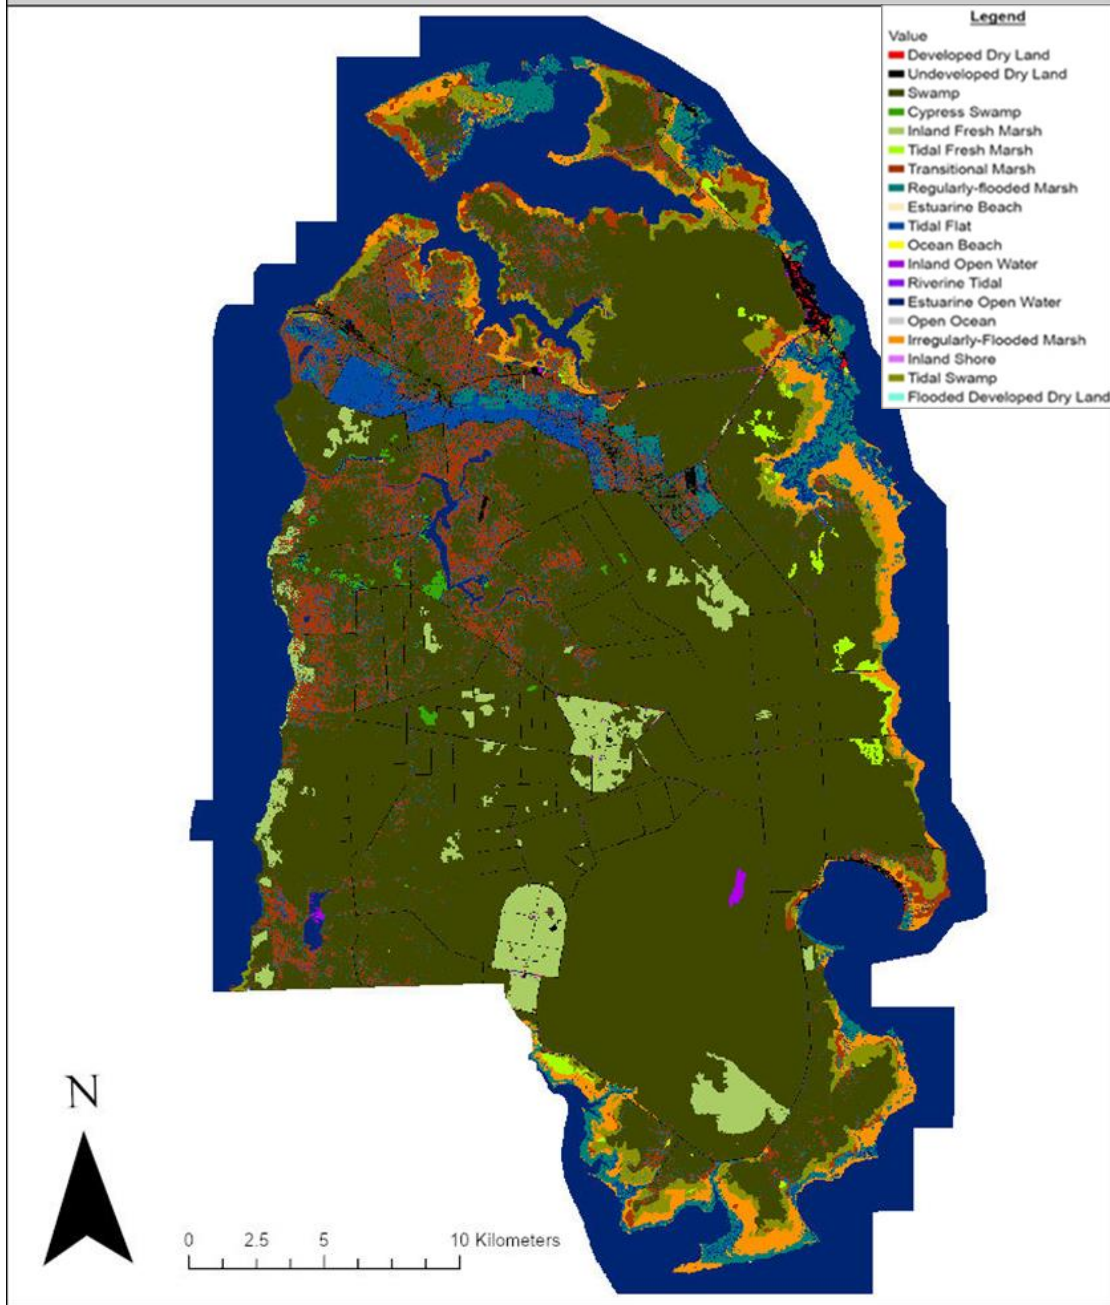 Legend
Value
Developed Dry Land
Undeveloped Dry Land
Swamp
Cypress Swamp
Inland Fresh Marsh
Tidal Fresh Marsh
Transitional Marsh
Regularly-flooded Marsh
Estuarine Beach
Tidal Flat
Ocean Beach
Inland Open Water
Riverine Tidal
Estuarine Open Water
Open Ocean
Irregularly-Flooded Marsh
Inland Shore
Tidal Swamp
Flooded Developed Dry Land
N
0 2.5 5 10 Kilometers